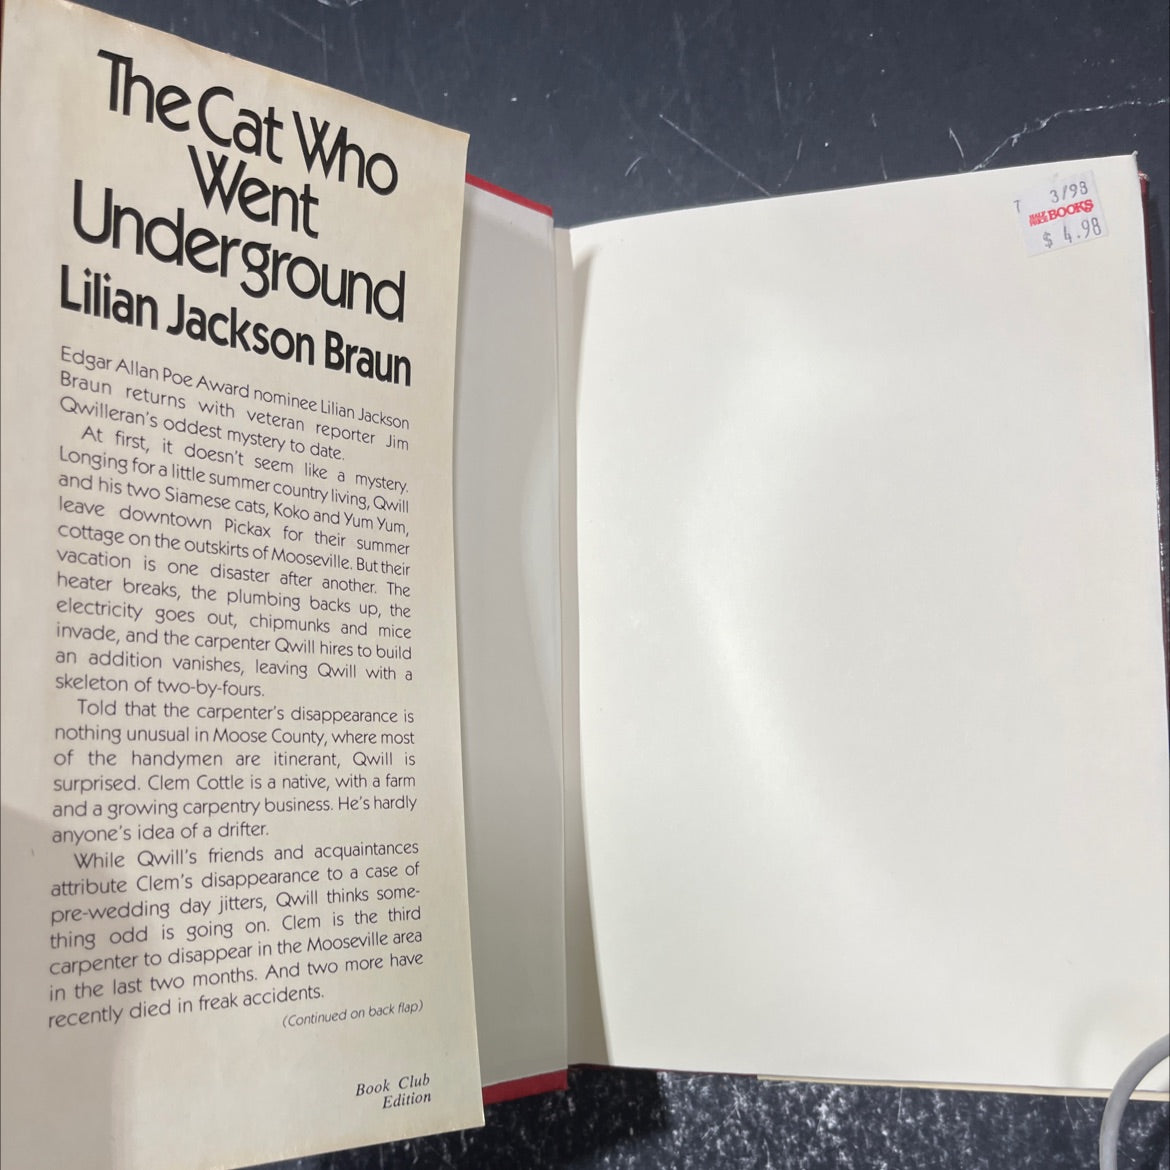 The Cat Who
Went
Underground
Lilian Jackson Braun
Edgar Allan Poe Award nominee Lilian Jackson
Braun returns with veteran reporter Jim
Qwilleran's oddest mystery to date.
At first, it doesn't seem like a mystery.
Longing for a little summer country living, Qwill
and his two Siamese cats, Koko and Yum Yum,
leave downtown Pickax for their summer
cottage on the outskirts of Mooseville. But their
vacation is one disaster after another. The
heater breaks, the plumbing backs up, the
electricity goes out, chipmunks and mice
invade, and the carpenter Qwill hires to build
an addition vanishes, leaving Qwill with a
skeleton of two-by-fours.
Told that the carpenter's disappearance is
nothing unusual in Moose County, where most
of the handymen are itinerant, Qwill is
surprised. Clem Cottle is a native, with a farm
and a growing carpentry business. He's hardly
anyone's idea of a drifter.
While Qwill's friends and acquaintances
attribute Clem's disappearance to a case of
pre-wedding day jitters, Qwill thinks some-
thing odd is going on. Clem is the third
carpenter to disappear in the Mooseville area
in the last two months. And two more have
recently died in freak accidents.
(Continued on back flap)
Book Club
Edition
T 3/98
HALF PRICE BOOKS
$ 4.98